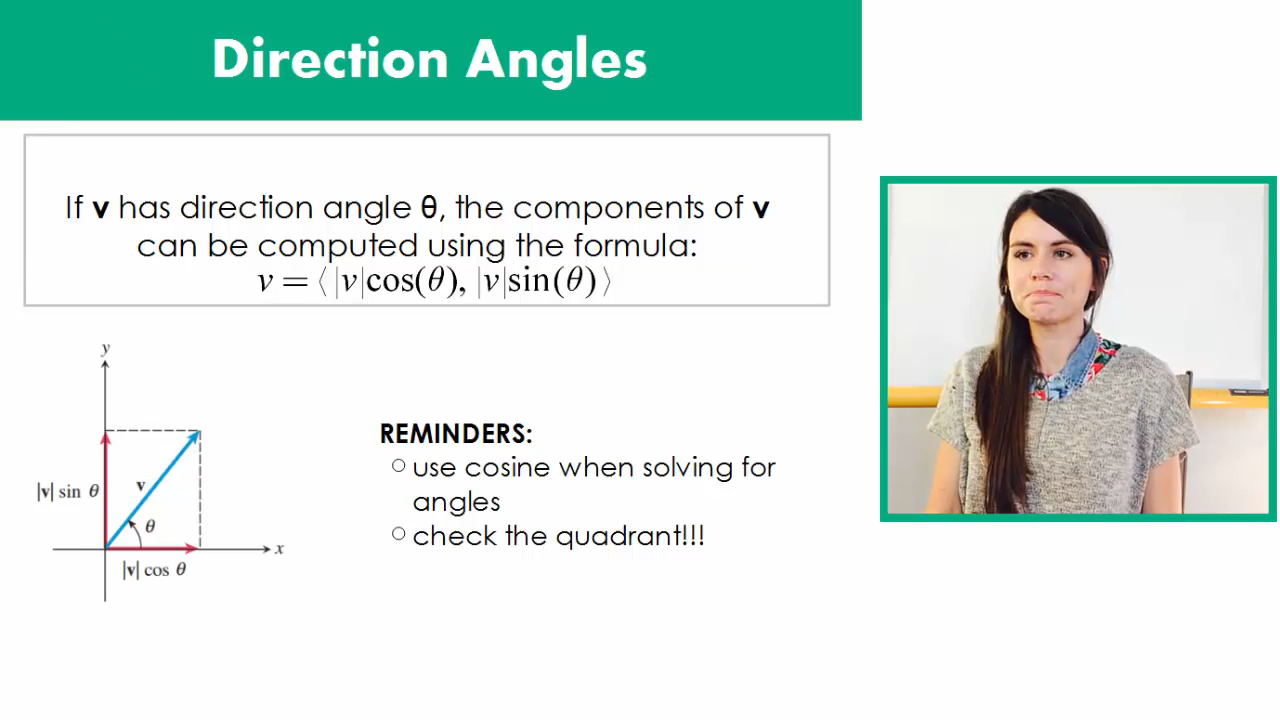 Direction Angles
If v has direction angle θ, the components of v
can be computed using the formula:
v = ⟨ |v|cos(θ), |v|sin(θ) ⟩
y
|v| sin θ
v
θ
x
|v| cos θ
REMINDERS:
○ use cosine when solving for
angles
○ check the quadrant!!!